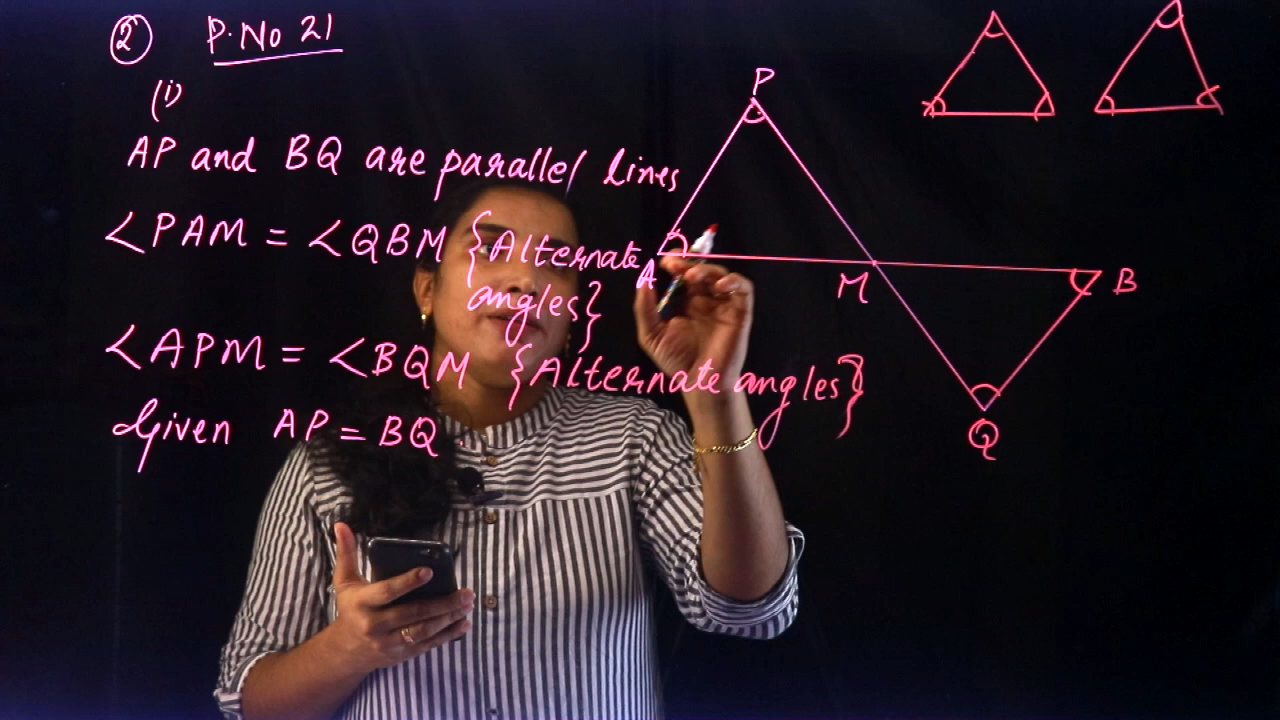 ② P.No 21
(i)
AP and BQ are parallel lines
∠PAM = ∠QBM {Alternate
angles}
∠APM = ∠BQM {Alternate angles}
Given AP = BQ.
P
A
M
B
Q